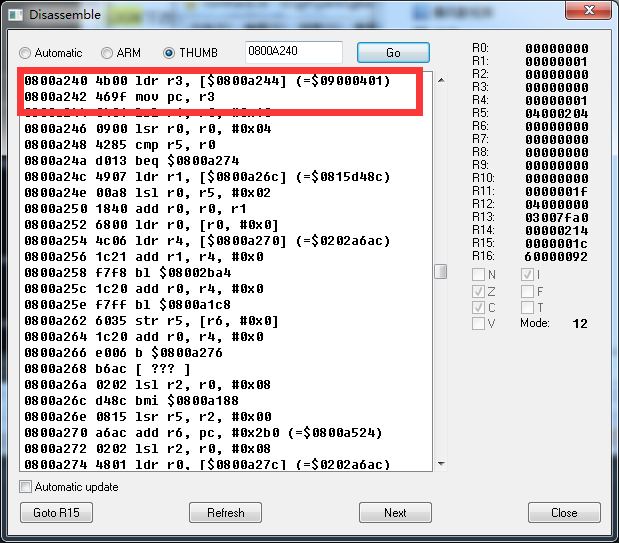 Disassemble
Automatic ARM THUMB 0800A240 Go
0800a240 4b00 ldr r3, [$0800a244] (=$09000401)
0800a242 469f mov pc, r3
0800a246 0900 lsr r0, r0, #0x04
0800a248 4285 cmp r5, r0
0800a24a d013 beq $0800a274
0800a24c 4907 ldr r1, [$0800a26c] (=$0815d48c)
0800a24e 00a8 lsl r0, r5, #0x02
0800a250 1840 add r0, r0, r1
0800a252 6800 ldr r0, [r0, #0x0]
0800a254 4c06 ldr r4, [$0800a270] (=$0202a6ac)
0800a256 1c21 add r1, r4, #0x0
0800a258 f7f8 bl $08002ba4
0800a25c 1c20 add r0, r4, #0x0
0800a25e f7ff bl $0800a1c8
0800a262 6035 str r5, [r6, #0x0]
0800a264 1c20 add r0, r4, #0x0
0800a266 e006 b $0800a276
0800a268 b6ac [ ??? ]
0800a26a 0202 lsl r2, r0, #0x08
0800a26c d48c bmi $0800a188
0800a26e 0815 lsr r5, r2, #0x00
0800a270 a6ac add r6, pc, #0x2b0 (=$0800a524)
0800a272 0202 lsl r2, r0, #0x08
0800a274 4801 ldr r0, [$0800a27c] (=$0202a6ac)
R0: 00000000
R1: 00000001
R2: 00000000
R3: 00000000
R4: 00000001
R5: 04000204
R6: 00000000
R7: 00000000
R8: 00000000
R9: 00000000
R10: 00000000
R11: 0000001f
R12: 04000000
R13: 03007fa0
R14: 00000214
R15: 0000001c
R16: 60000092
N I
Z F
C T
V Mode: 12
Automatic update
Goto R15 Refresh Next Close